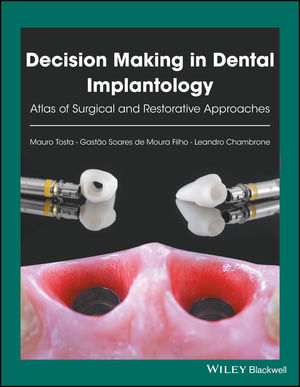 Decision Making in Dental
Implantology
Atlas of Surgical and Restorative Approaches
Mauro Tosta - Gastão Soares de Moura Filho - Leandro Chambrone
WILEY Blackwell